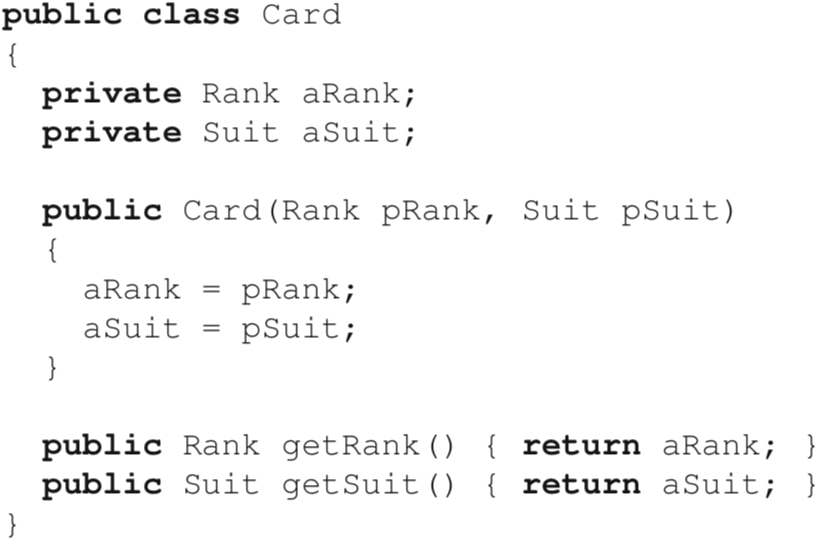 public class Card
{
  private Rank aRank;
  private Suit aSuit;

  public Card(Rank pRank, Suit pSuit)
  {
    aRank = pRank;
    aSuit = pSuit;
  }

  public Rank getRank() { return aRank; }
  public Suit getSuit() { return aSuit; }
}